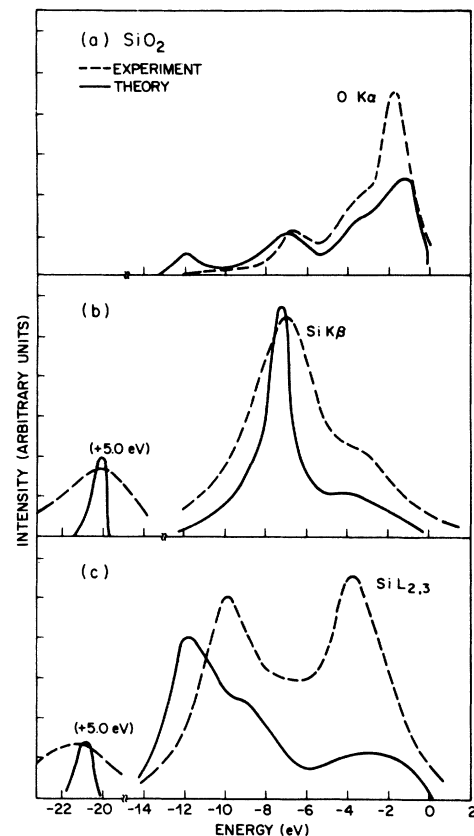 (a) SiO2
EXPERIMENT
THEORY
O Kα
(b)
Si Kβ
(+5.0 eV)
(c)
Si L2,3
(+5.0 eV)
INTENSITY (ARBITRARY UNITS)
-22 -20 -14 -12 -10 -8 -6 -4 -2 0 2
ENERGY (eV)